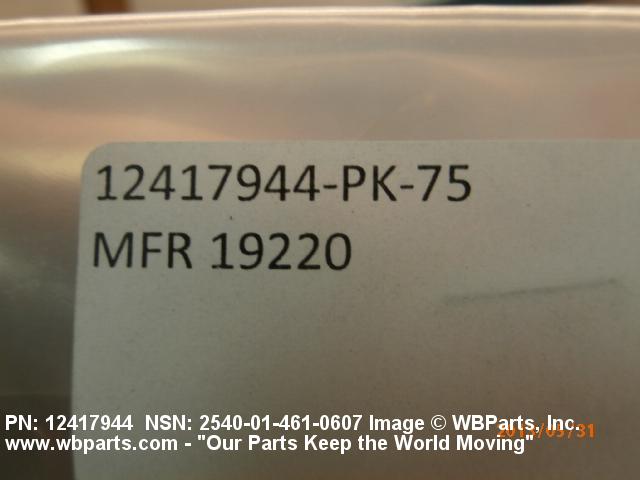 12417944-PK-75
MFR 19220
PN: 12417944 NSN: 2540-01-461-0607 Image © WBParts, Inc.
www.wbparts.com - "Our Parts Keep the World Moving"